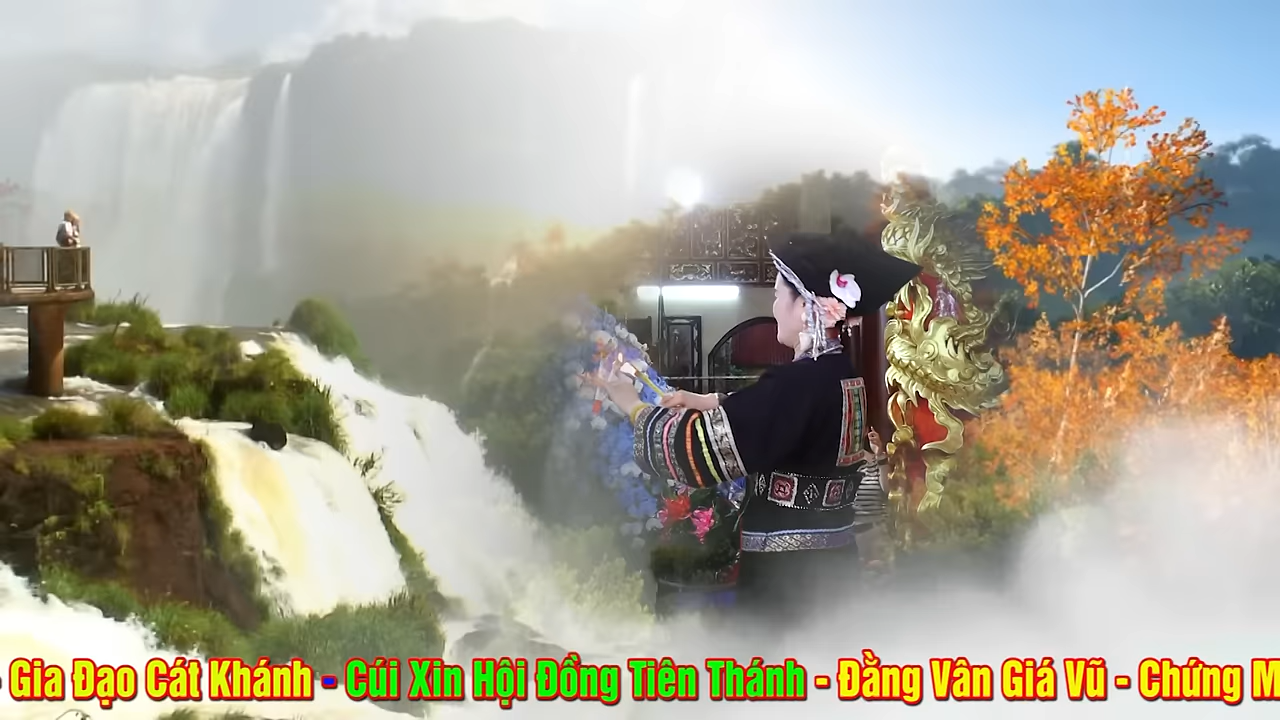 - Gia Đạo Cát Khánh - Cúi Xin Hội Đồng Tiên Thánh - Đằng Vân Giá Vũ - Chứng M